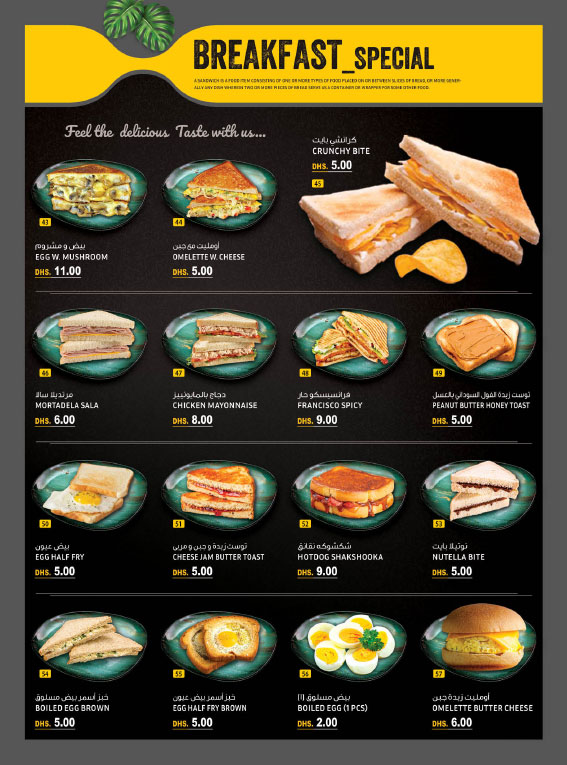 BREAKFAST_SPECIAL
A SANDWICH IS A FOOD ITEM CONSISTING OF ONE OR MORE TYPES OF FOOD PLACED ON OR BETWEEN SLICES OF BREAD, OR MORE GENER-
ALLY ANY DISH WHEREIN TWO OR MORE PIECES OF BREAD SERVE AS A CONTAINER OR WRAPPER FOR SOME OTHER FOOD.
Feel the delicious Taste with us...
43
بيض و مشروم
EGG W. MUSHROOM
DHS. 11.00
44
أومليت مع جبن
OMELETTE W. CHEESE
DHS. 5.00
كرانشي بايت
CRUNCHY BITE
DHS. 5.00
45
46
مرتديلا سالا
MORTADELA SALA
DHS. 6.00
47
دجاج بالمايونييز
CHICKEN MAYONNAISE
DHS. 8.00
48
فرانسيسكو حار
FRANCISCO SPICY
DHS. 9.00
49
توست زبدة الفول السوداني بالعسل
PEANUT BUTTER HONEY TOAST
DHS. 5.00
50
بيض عيون
EGG HALF FRY
DHS. 5.00
51
توست زبدة و جبن و مربى
CHEESE JAM BUTTER TOAST
DHS. 5.00
52
شكشوكه نقانق
HOTDOG SHAKSHOOKA
DHS. 9.00
53
نوتيلا بايت
NUTELLA BITE
DHS. 5.00
54
خبز أسمر بيض مسلوق
BOILED EGG BROWN
DHS. 5.00
55
خبز أسمر بيض عيون
EGG HALF FRY BROWN
DHS. 5.00
56
بيض مسلوق (1)
BOILED EGG (1 PCS)
DHS. 2.00
57
أومليت زبدة جبن
OMELETTE BUTTER CHEESE
DHS. 6.00